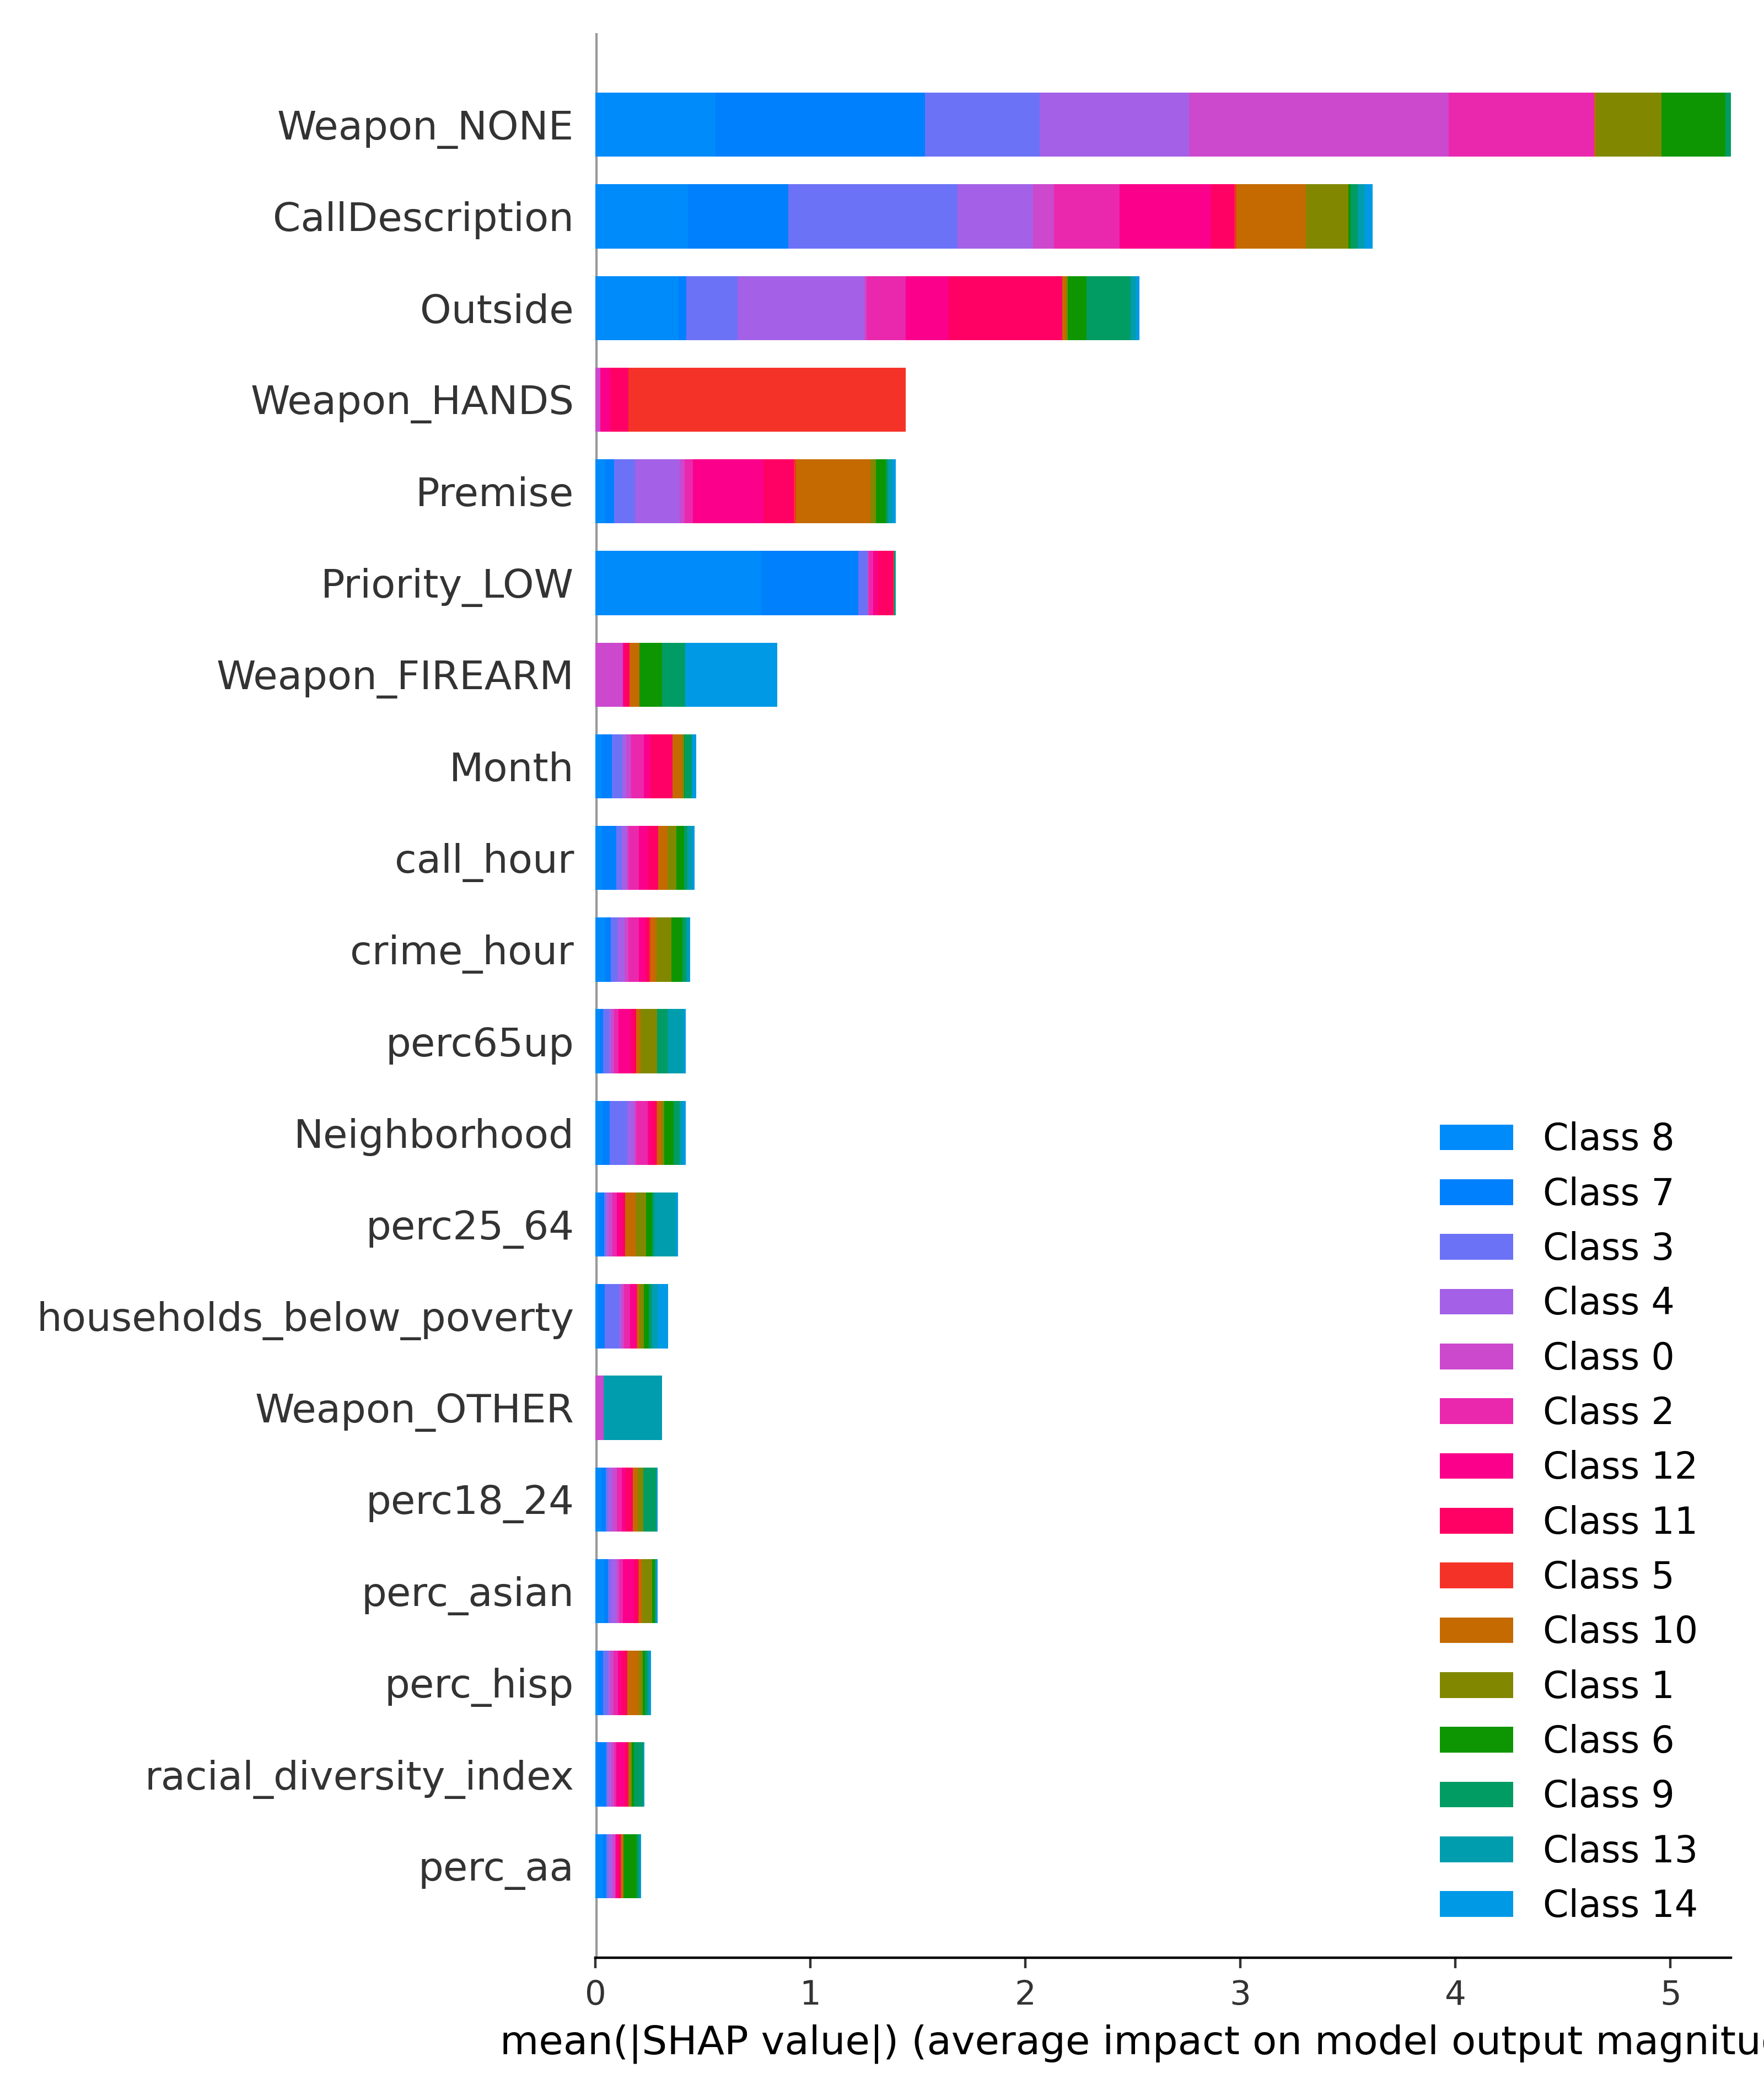 Weapon_NONE
CallDescription
Outside
Weapon_HANDS
Premise
Priority_LOW
Weapon_FIREARM
Month
call_hour
crime_hour
perc65up
Neighborhood
perc25_64
households_below_poverty
Weapon_OTHER
perc18_24
perc_asian
perc_hisp
racial_diversity_index
perc_aa
Class 8
Class 7
Class 3
Class 4
Class 0
Class 2
Class 12
Class 11
Class 5
Class 10
Class 1
Class 6
Class 9
Class 13
Class 14
0 1 2 3 4 5
mean(|SHAP value|) (average impact on model output magnitu